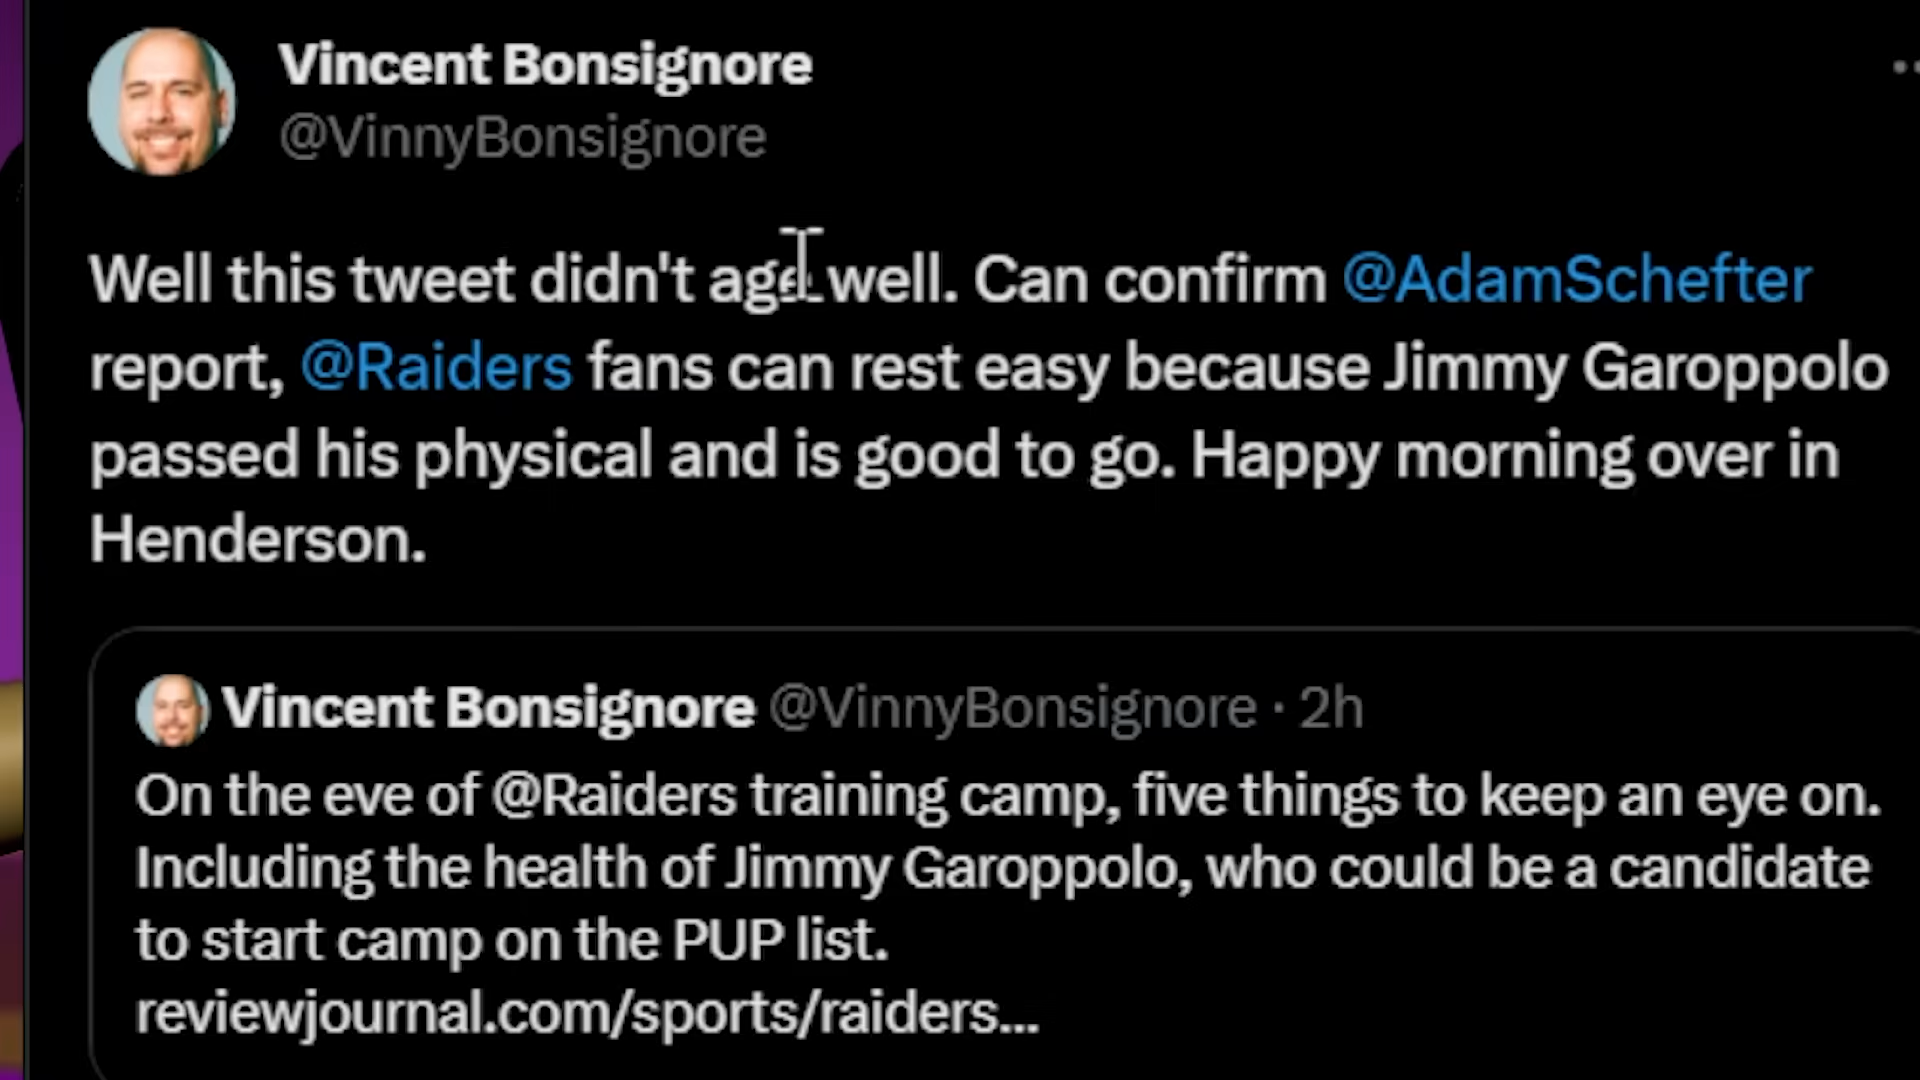 Vincent Bonsignore
@VinnyBonsignore
Well this tweet didn't age well. Can confirm @AdamSchefter
report, @Raiders fans can rest easy because Jimmy Garoppolo
passed his physical and is good to go. Happy morning over in
Henderson.
Vincent Bonsignore @VinnyBonsignore · 2h
On the eve of @Raiders training camp, five things to keep an eye on.
Including the health of Jimmy Garoppolo, who could be a candidate
to start camp on the PUP list.
reviewjournal.com/sports/raiders...